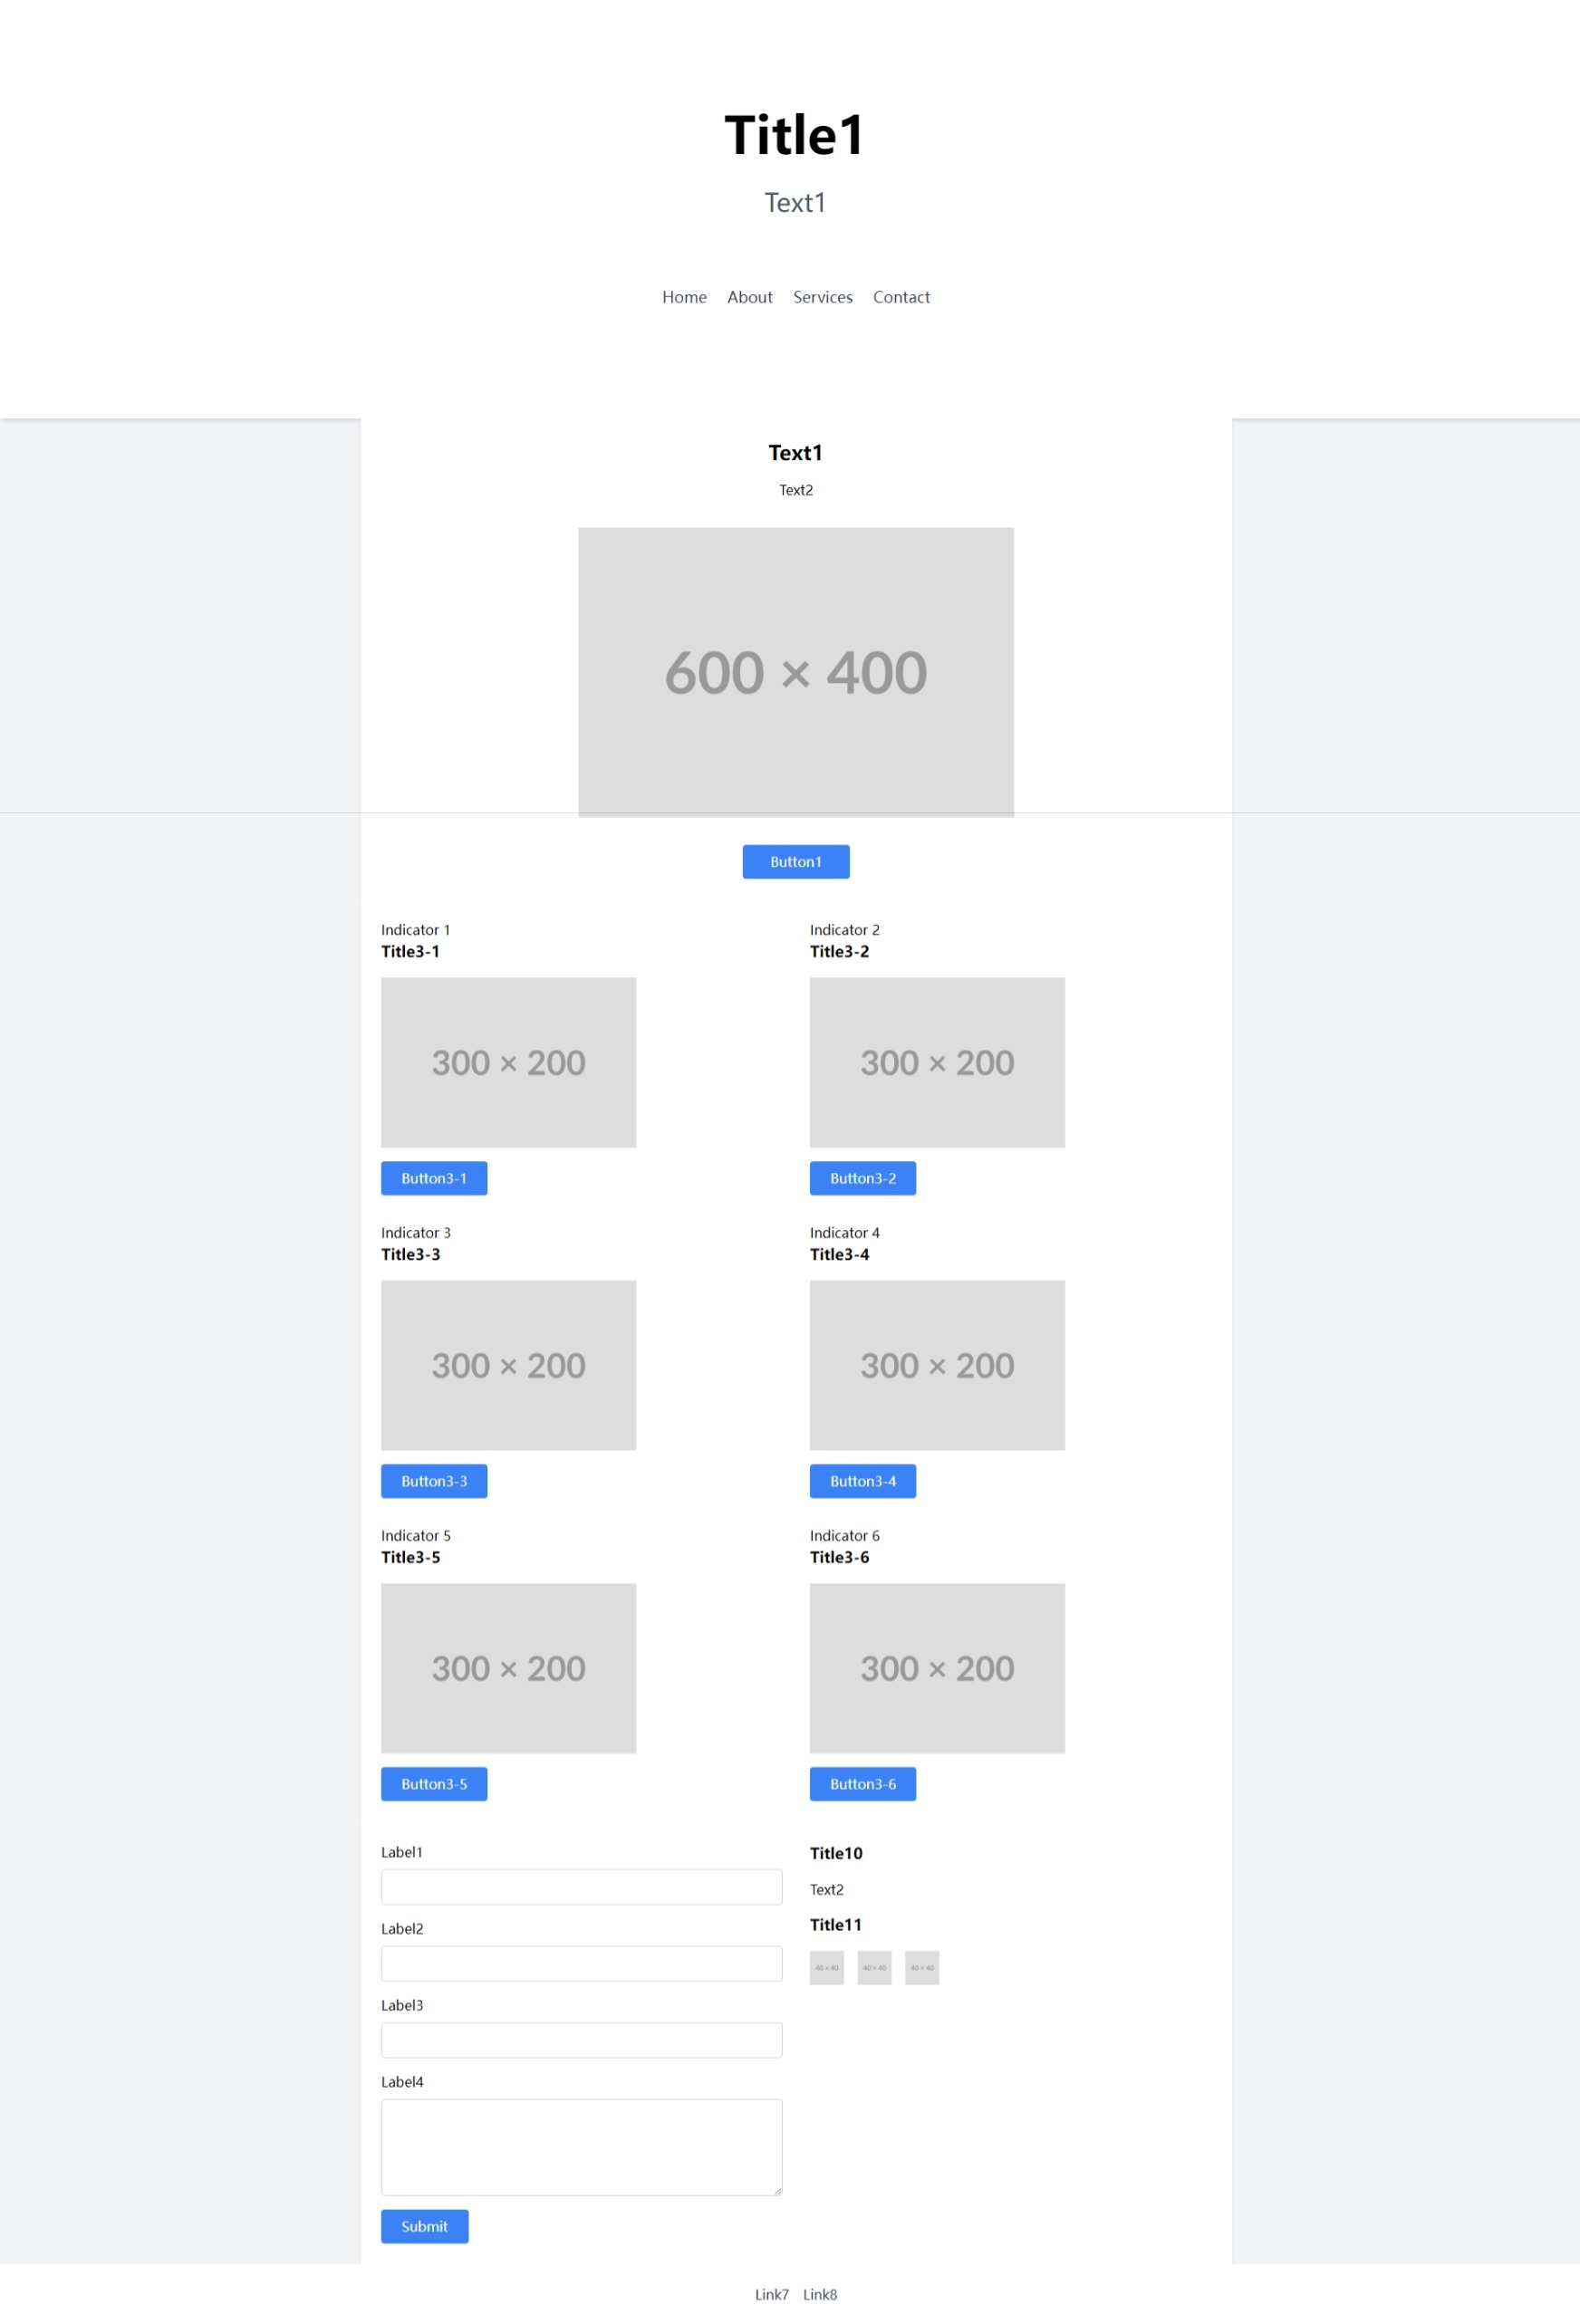 Title1
Text1
Home About Services Contact
Text1
Text2
600 × 400
Button1
Indicator 1
Title3-1
300 × 200
Button3-1
Indicator 2
Title3-2
300 × 200
Button3-2
Indicator 3
Title3-3
300 × 200
Button3-3
Indicator 4
Title3-4
300 × 200
Button3-4
Indicator 5
Title3-5
300 × 200
Button3-5
Indicator 6
Title3-6
300 × 200
Button3-6
Label1
Label2
Label3
Label4
Submit
Title10
Text2
Title11
40 × 40 40 × 40 40 × 40
Link7 Link8